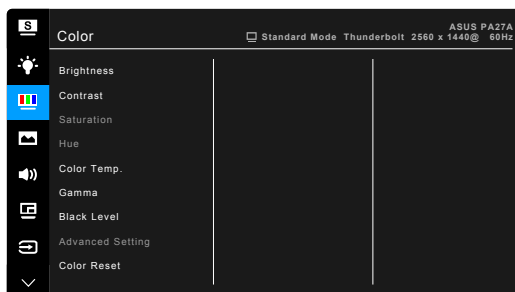 S
ASUS PA27A
Color
Standard Mode Thunderbolt 2560 x 1440@ 60Hz
Brightness
Contrast
Saturation
Hue
Color Temp.
Gamma
Black Level
Advanced Setting
Color Reset